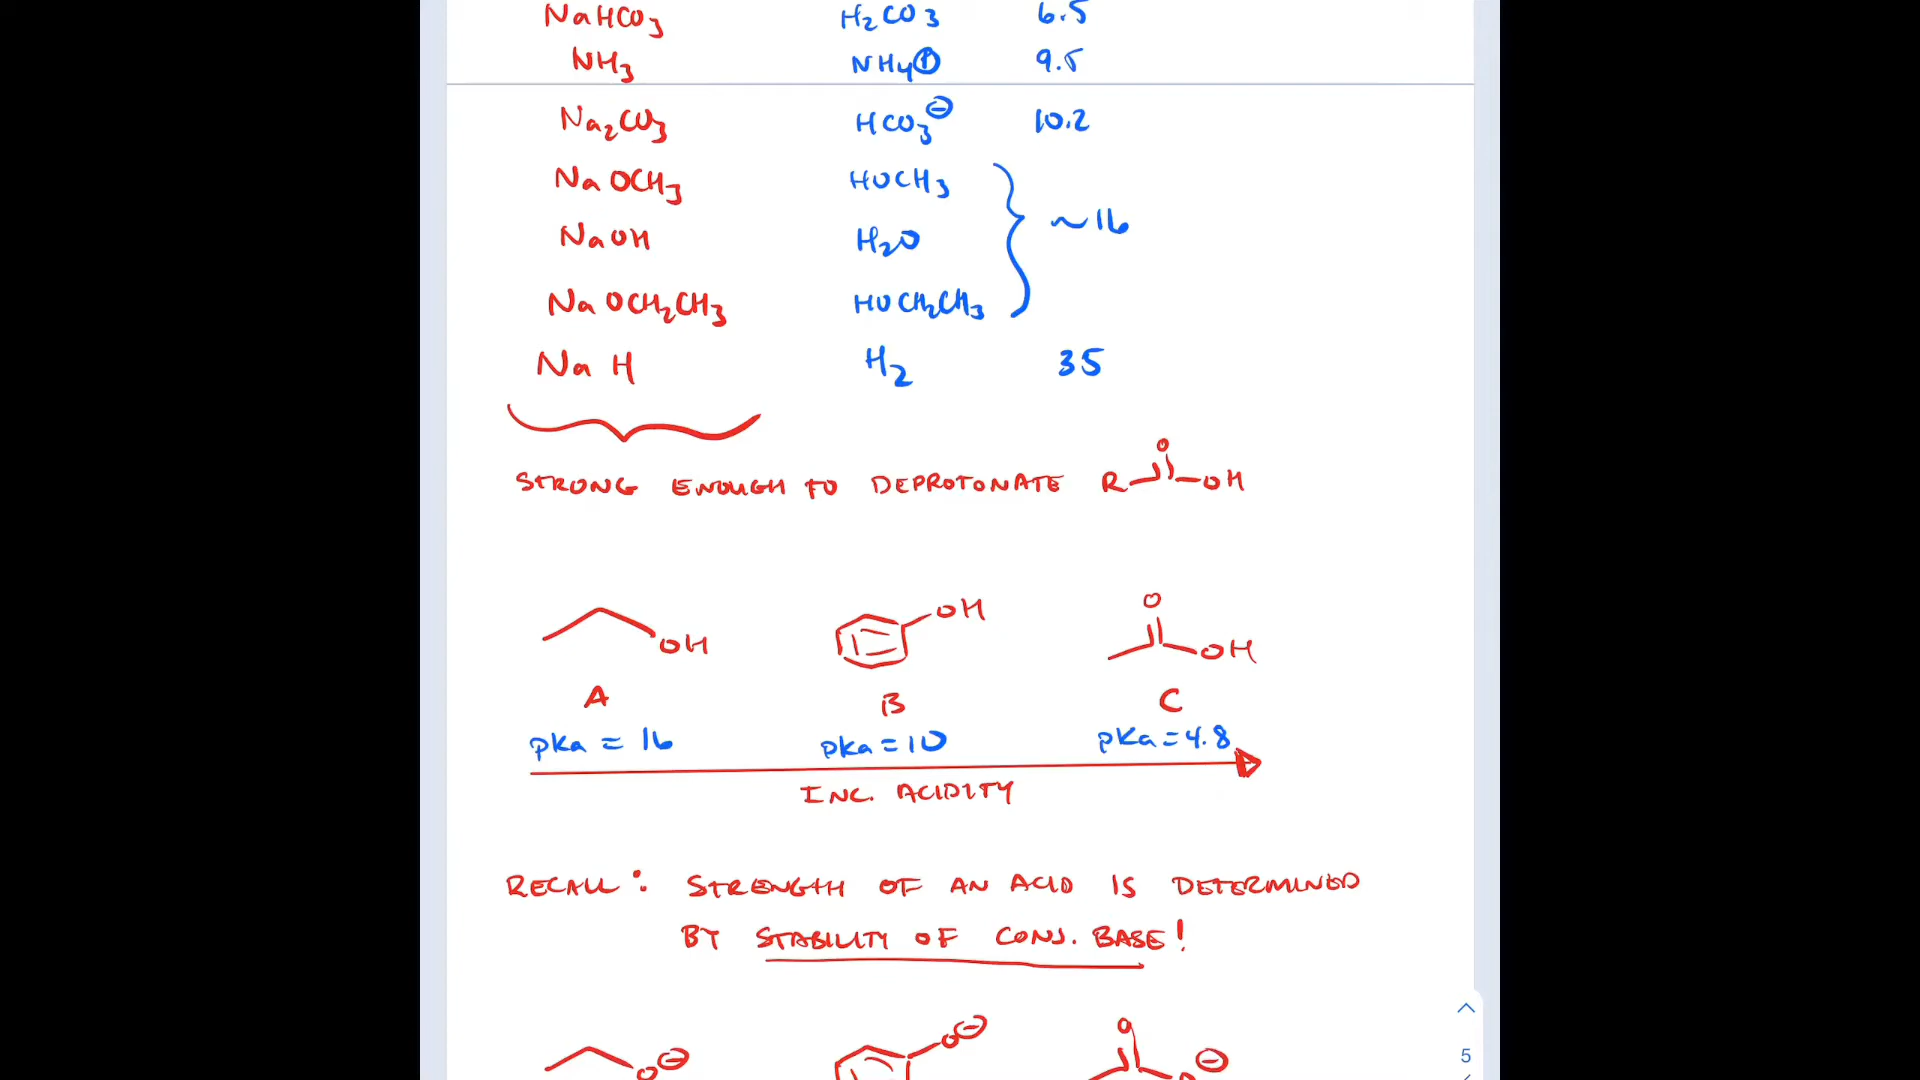 NaHCO₃ H₂CO₃ 6.5
NH₃ NH₄⊕ 9.5
Na₂CO₃ HCO₃⊖ 10.2
NaOCH₃ HOCH₃
~16
NaOH H₂O
NaOCH₂CH₃ HOCH₂CH₃
NaH H₂ 35
O
STRONG ENOUGH TO DEPROTONATE R OH
O
OH OH OH
A B C
pKa = 16 pKa = 10 pKa = 4.8
INC. ACIDITY
RECALL: STRENGTH OF AN ACID IS DETERMINED
BY STABILITY OF CONJ. BASE!
O⊖ O
O⊖ ⊖
5